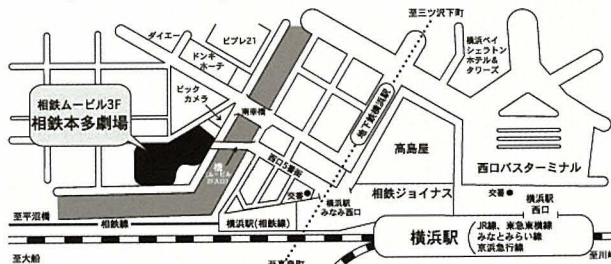 至三ツ沢下町
ダイエー
ビブレ21
ドンキ
ホーテ
横浜ベイ
シェラトン
ホテル&
タワーズ
ビック
カメラ
相鉄ムービル3F
相鉄本多劇場
南幸橋
地下鉄横浜駅
高島屋
西口バスターミナル
西口5番街
橋
交番
相鉄ジョイナス
交番
横浜駅
西口
横浜駅
みなみ西口
至平沼橋
相鉄線
横浜駅(相鉄線)
横浜駅
JR線、東急東横線
みなとみらい線
京浜急行線
至大船
至川崎